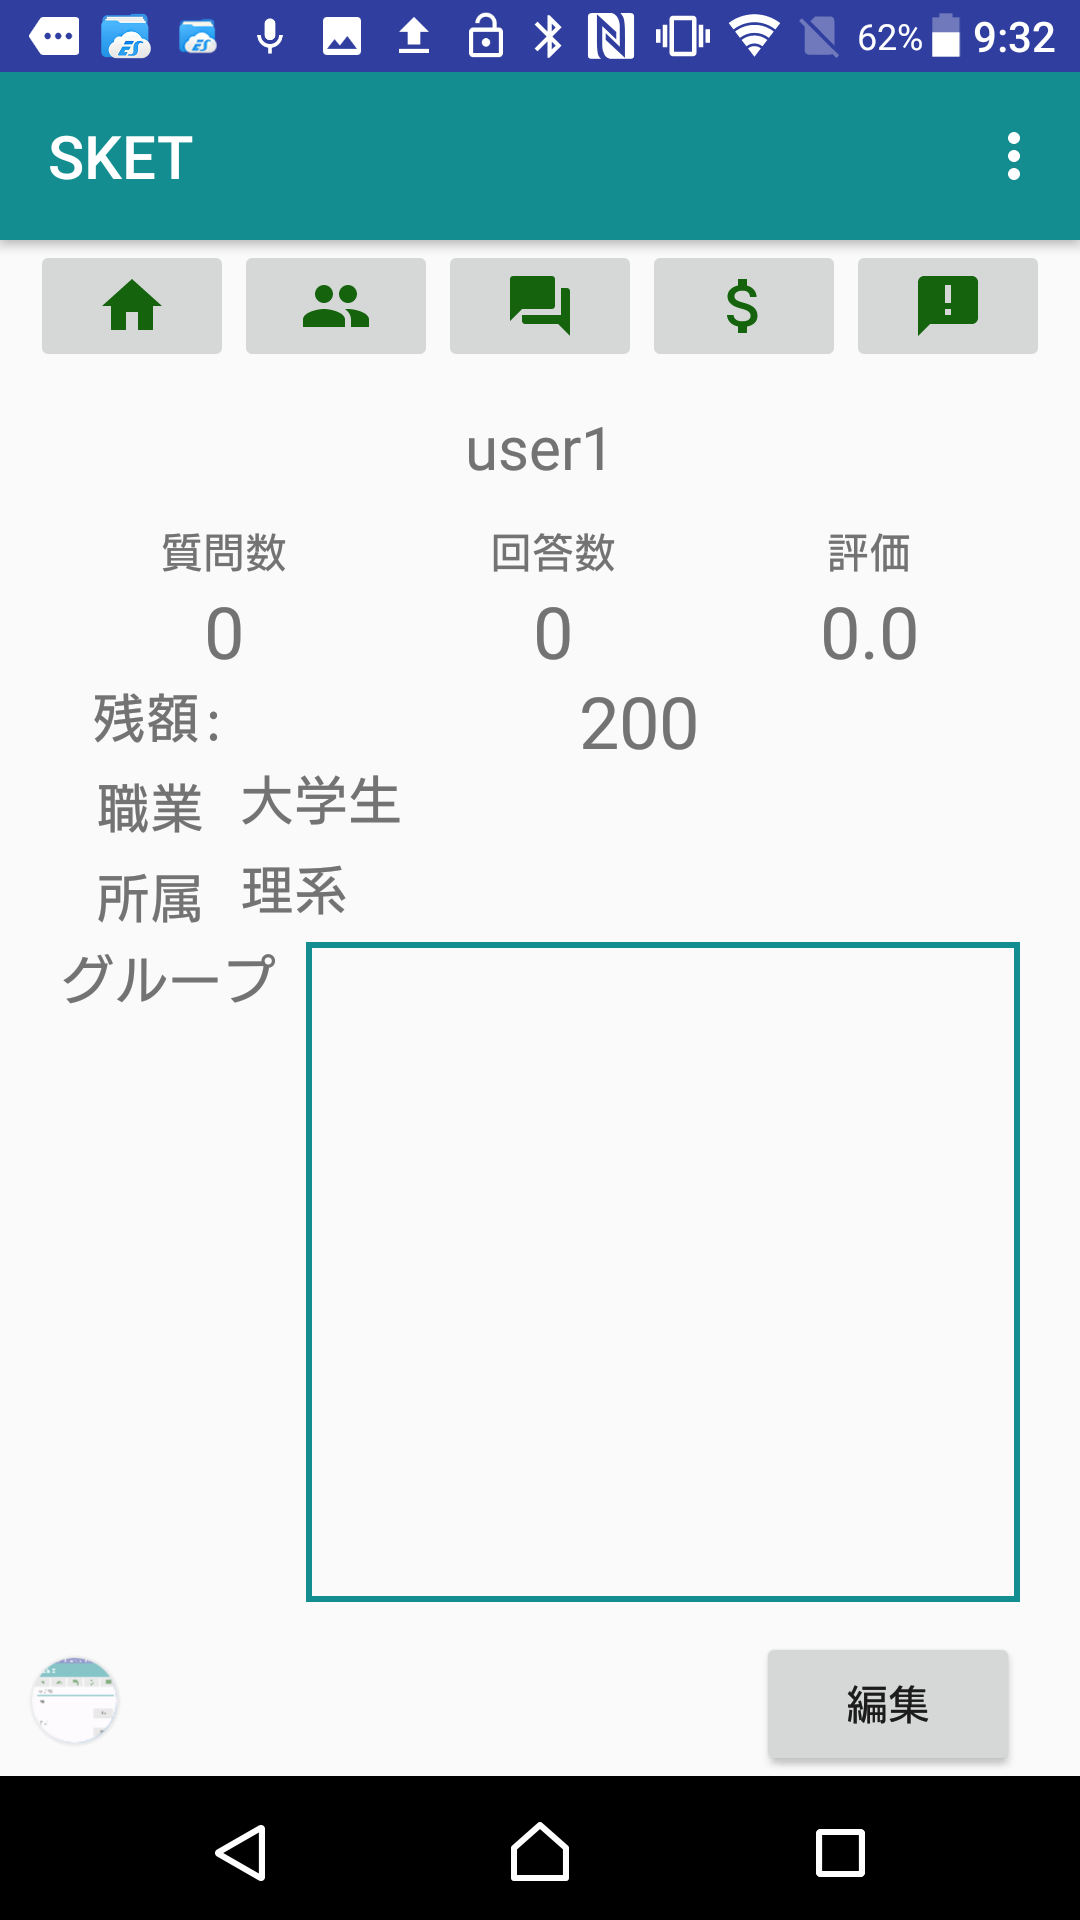 62% 9:32
SKET
user1
質問数 回答数 評価
0 0 0.0
残額: 200
職業 大学生
所属 理系
グループ
編集